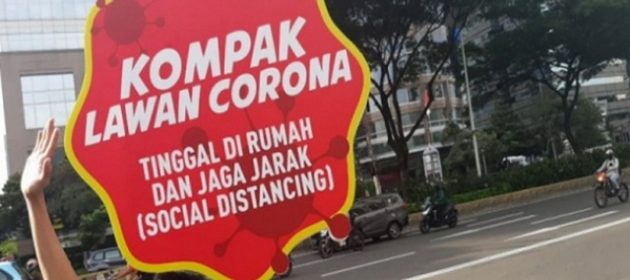 KOMPAK
LAWAN CORONA
TINGGAL DI RUMAH
DAN JAGA JARAK
(SOCIAL DISTANCING)